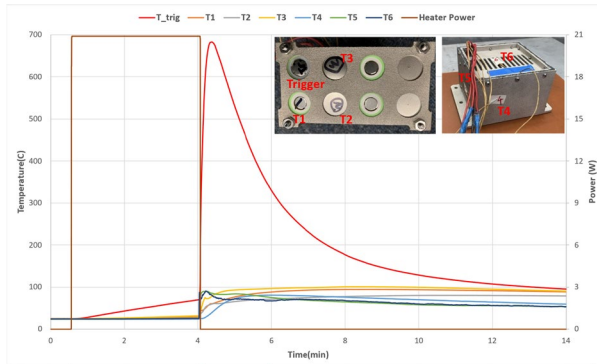 T_trig T1 T2 T3 T4 T5 T6 Heater Power
700
600
500
400
300
200
100
0
Temperature(C)
21
18
15
12
9
6
3
0
Power (W)
0 2 4 6 8 10 12 14
Time(min)
T3
Trigger
T1 T2
T6
T4